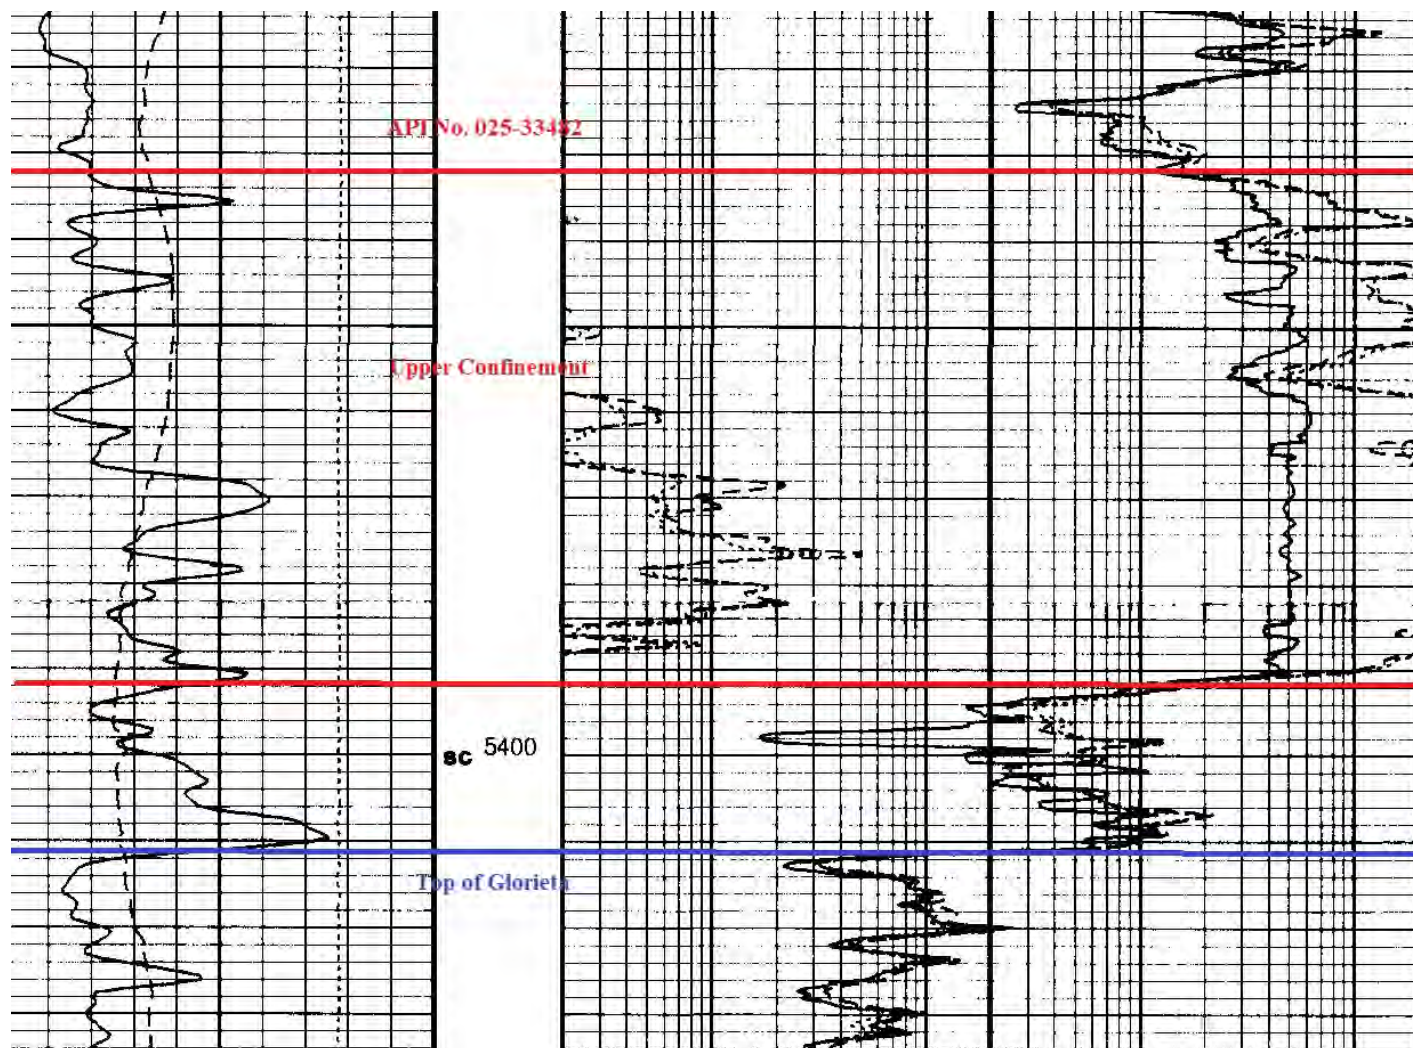 API No. 025-33482
Upper Confinement
sc 5400
Top of Glorieta